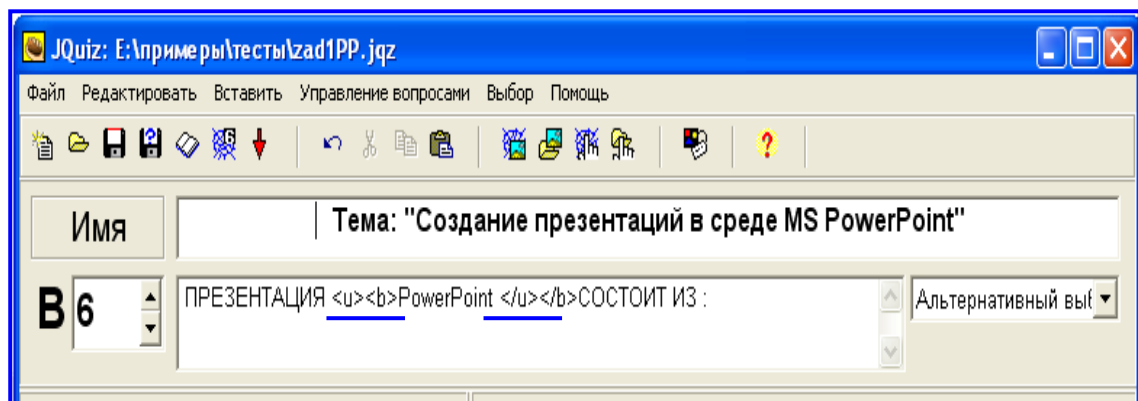 JQuiz: E:\примеры\тесты\zad1PP.jqz
Файл Редактировать Вставить Управление вопросами Выбор Помощь
Имя
Тема: "Создание презентаций в среде MS PowerPoint"
В 6
ПРЕЗЕНТАЦИЯ <u><b>PowerPoint </u></b>СОСТОИТ ИЗ :
Альтернативный выб